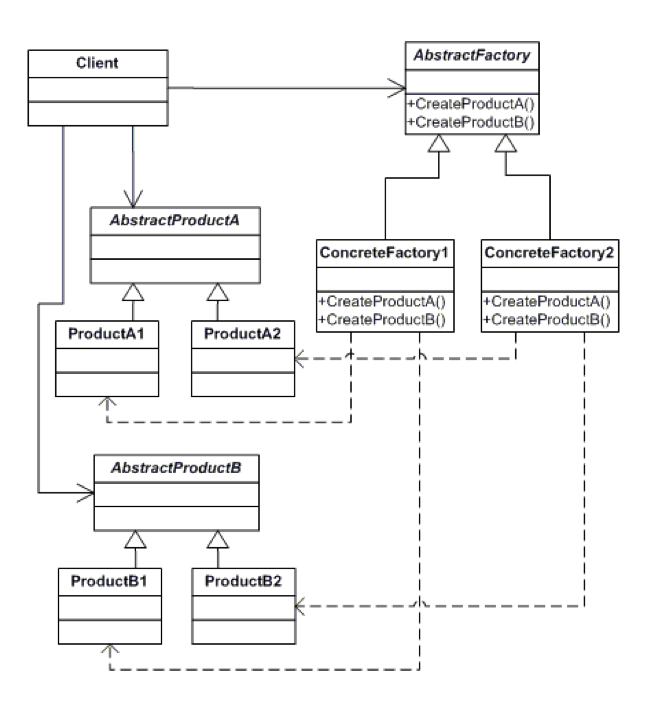 Client
AbstractFactory
+CreateProductA()
+CreateProductB()
AbstractProductA
ConcreteFactory1
+CreateProductA()
+CreateProductB()
ConcreteFactory2
+CreateProductA()
+CreateProductB()
ProductA1
ProductA2
AbstractProductB
ProductB1
ProductB2